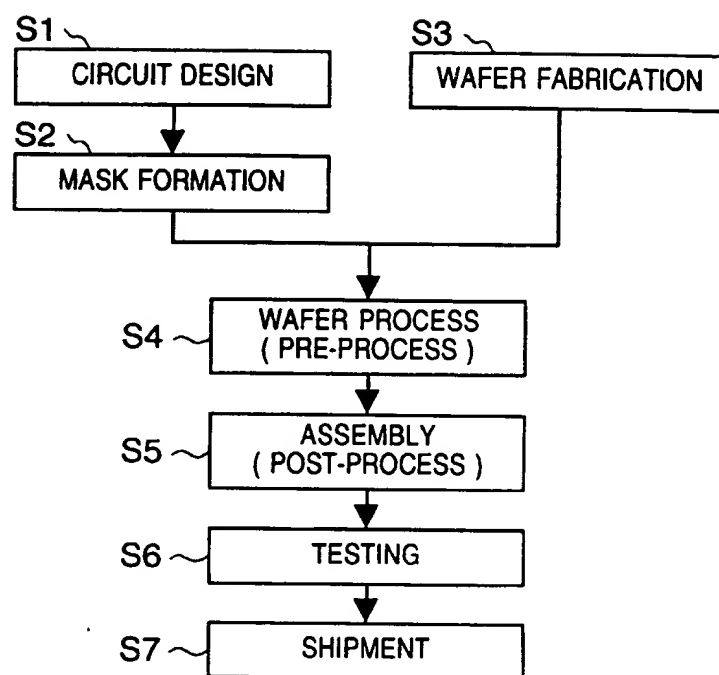 S1
CIRCUIT DESIGN
S3
WAFER FABRICATION
S2
MASK FORMATION
S4
WAFER PROCESS
( PRE-PROCESS )
S5
ASSEMBLY
( POST-PROCESS )
S6
TESTING
S7
SHIPMENT